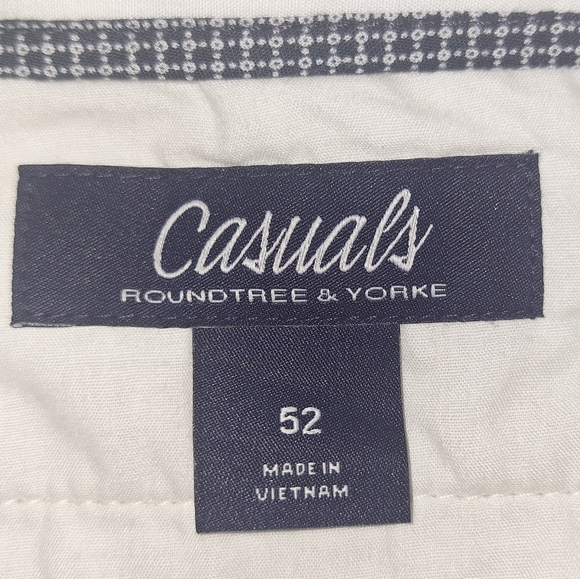 Casuals
ROUNDTREE & YORKE
52
MADE IN
VIETNAM